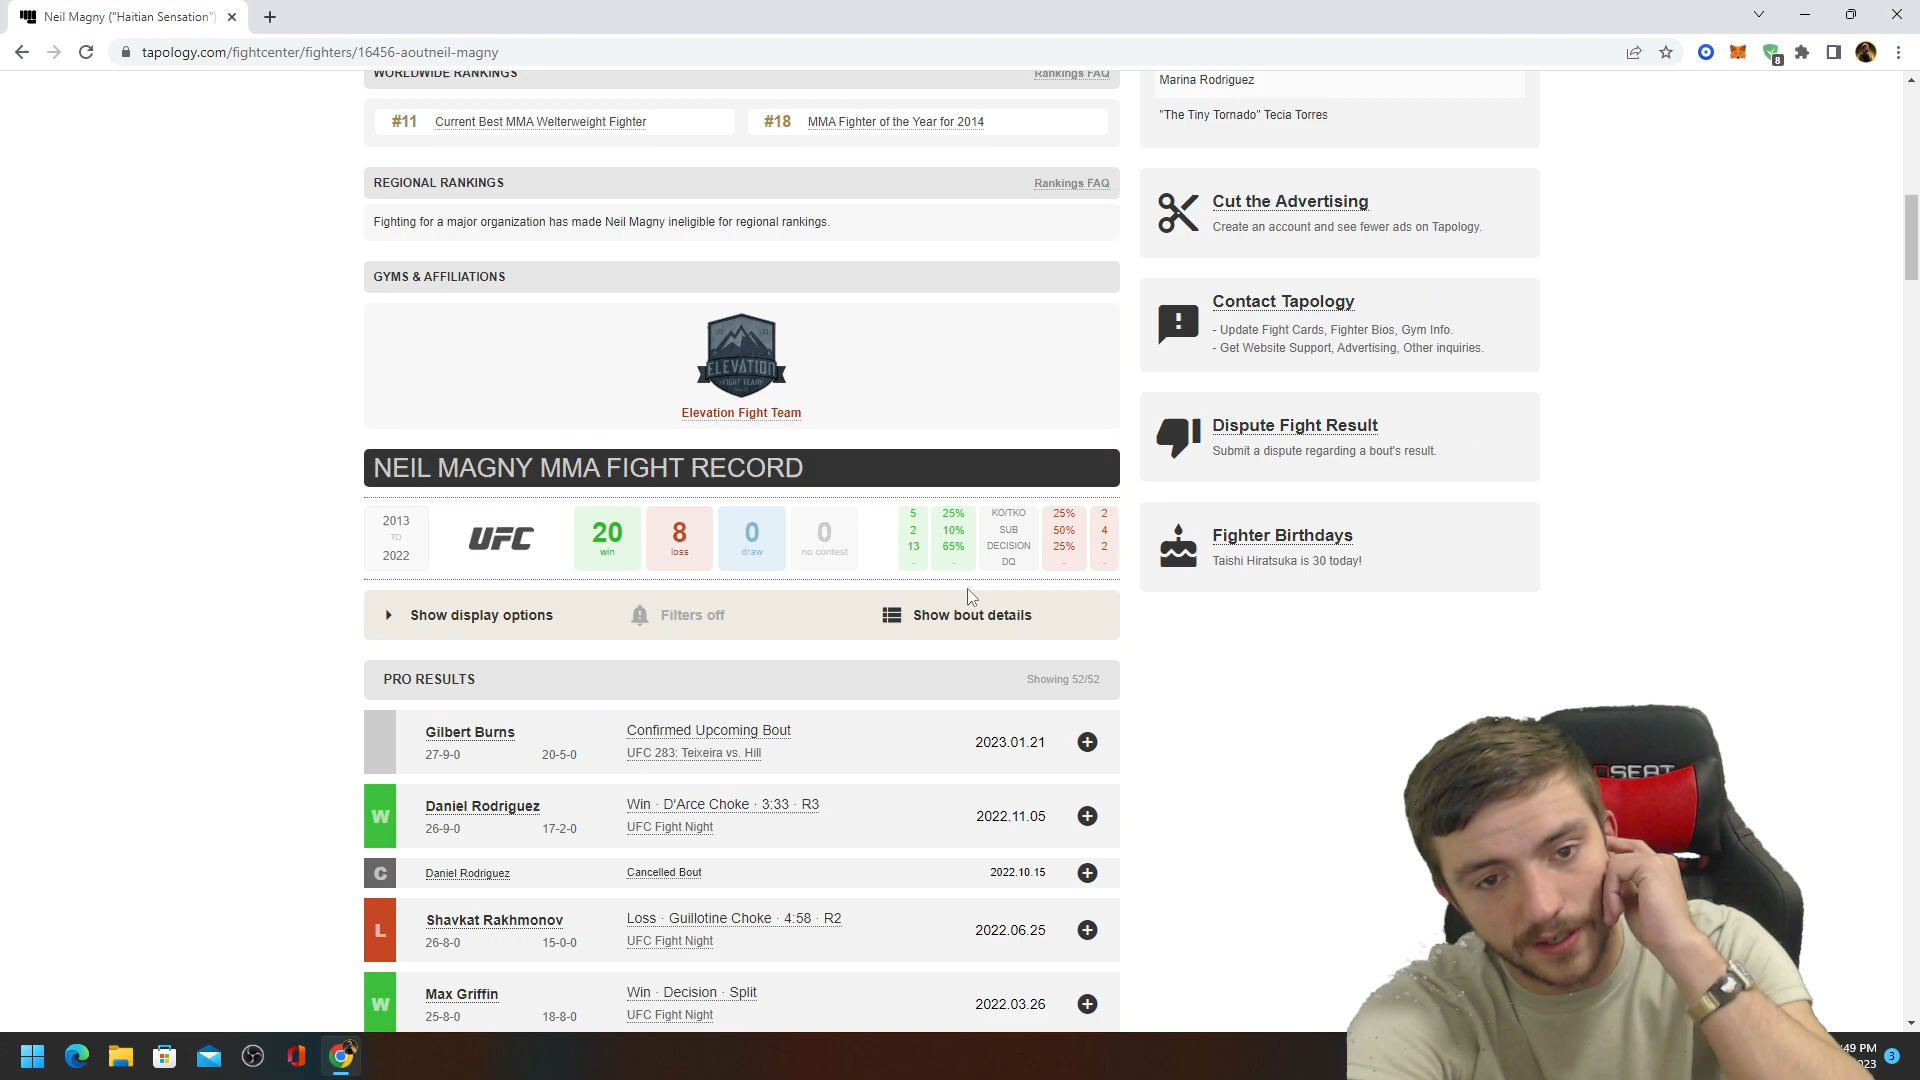 Neil Magny ("Haitian Sensation")
tapology.com/fightcenter/fighters/16456-aoutneil-magny
8
WORLDWIDE RANKINGS
Rankings FAQ
#11 Current Best MMA Welterweight Fighter
#18 MMA Fighter of the Year for 2014
REGIONAL RANKINGS
Rankings FAQ
Fighting for a major organization has made Neil Magny ineligible for regional rankings.
GYMS & AFFILIATIONS
ELEVATION
FIGHT TEAM
Elevation Fight Team
NEIL MAGNY MMA FIGHT RECORD
2013
TO
2022
UFC
20
win
8
loss
0
draw
0
no contest
5 25% KO/TKO 25% 2
2 10% SUB 50% 4
13 65% DECISION 25% 2
- - DQ - -
Show display options
Filters off
Show bout details
PRO RESULTS
Showing 52/52
Gilbert Burns
27-9-0 20-5-0
Confirmed Upcoming Bout
UFC 283: Teixeira vs. Hill
2023.01.21
W
Daniel Rodriguez
26-9-0 17-2-0
Win · D'Arce Choke · 3:33 · R3
UFC Fight Night
2022.11.05
C
Daniel Rodriguez
Cancelled Bout
2022.10.15
L
Shavkat Rakhmonov
26-8-0 15-0-0
Loss · Guillotine Choke · 4:58 · R2
UFC Fight Night
2022.06.25
W
Max Griffin
25-8-0 18-8-0
Win · Decision · Split
UFC Fight Night
2022.03.26
Marina Rodriguez
"The Tiny Tornado" Tecia Torres
Cut the Advertising
Create an account and see fewer ads on Tapology.
Contact Tapology
- Update Fight Cards, Fighter Bios, Gym Info.
- Get Website Support, Advertising, Other inquiries.
Dispute Fight Result
Submit a dispute regarding a bout's result.
Fighter Birthdays
Taishi Hiratsuka is 30 today!
:49 PM
023
3